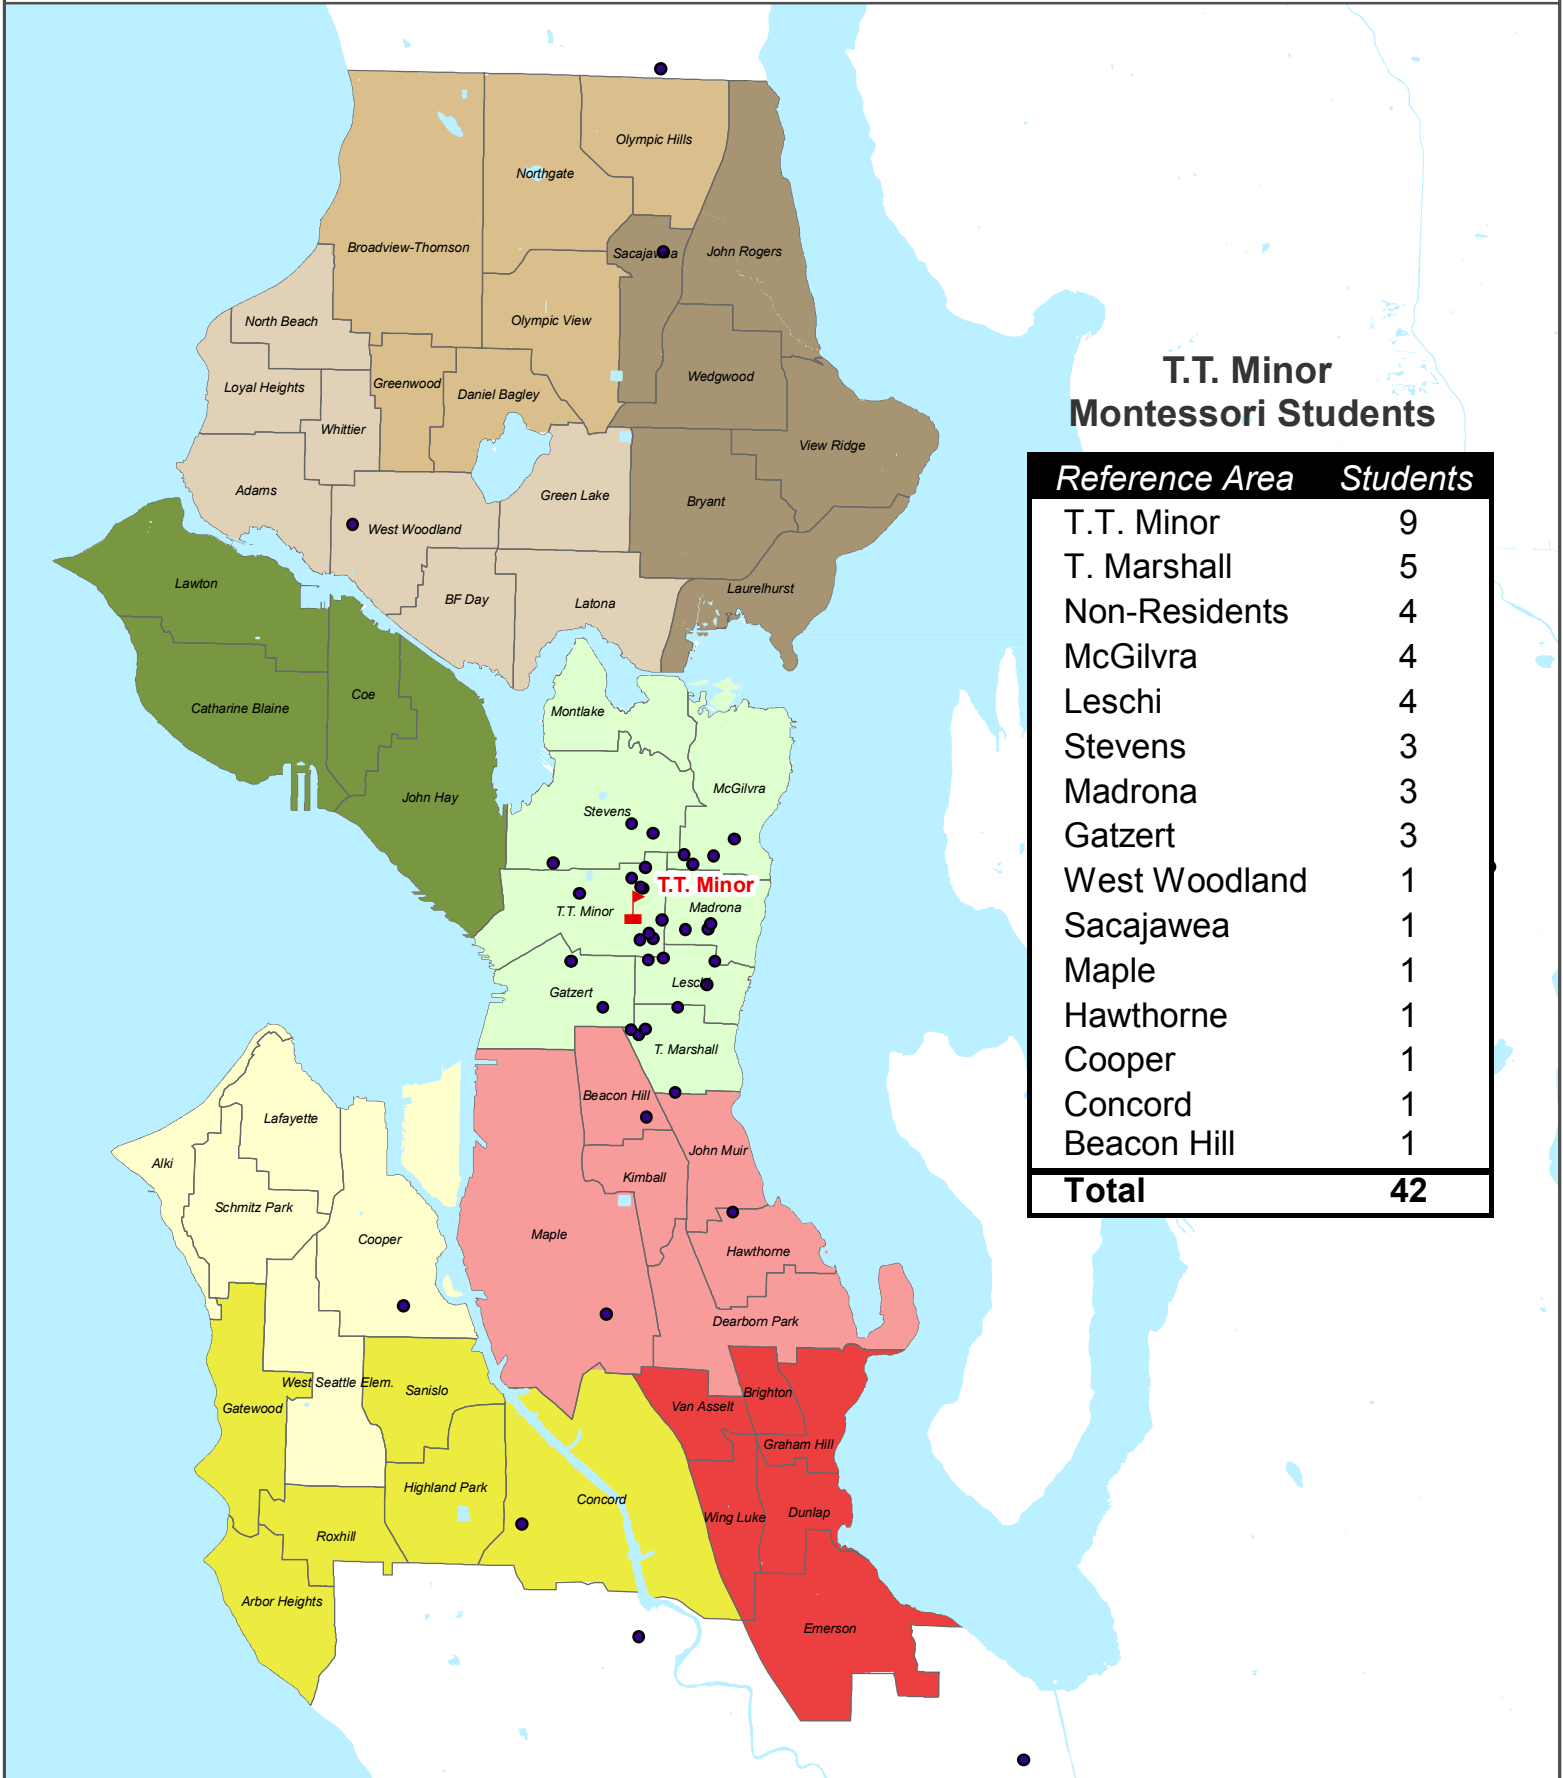 Olympic Hills
Northgate
Broadview-Thomson
Sacajawea
John Rogers
North Beach
Olympic View
T.T. Minor
Montessori Students
Wedgwood
Greenwood
Loyal Heights
Daniel Bagley
Whittier
View Ridge
Adams
Green Lake
Bryant
West Woodland
Lawton
Laurelhurst
BF Day
Latona
Coe
Catharine Blaine
Montlake
McGilvra
John Hay
Stevens
T.T. Minor
T.T. Minor
Madrona
Leschi
Gatzert
T. Marshall
Beacon Hill
Lafayette
John Muir
Alki
Kimball
Schmitz Park
Maple
Cooper
Hawthorne
Dearborn Park
West Seattle Elem.
Sanislo
Brighton
Gatewood
Van Asselt
Graham Hill
Highland Park
Concord
Dunlap
Wing Luke
Roxhill
Arbor Heights
Emerson
Reference Area Students
T.T. Minor 9
T. Marshall 5
Non-Residents 4
McGilvra 4
Leschi 4
Stevens 3
Madrona 3
Gatzert 3
West Woodland 1
Sacajawea 1
Maple 1
Hawthorne 1
Cooper 1
Concord 1
Beacon Hill 1
Total 42